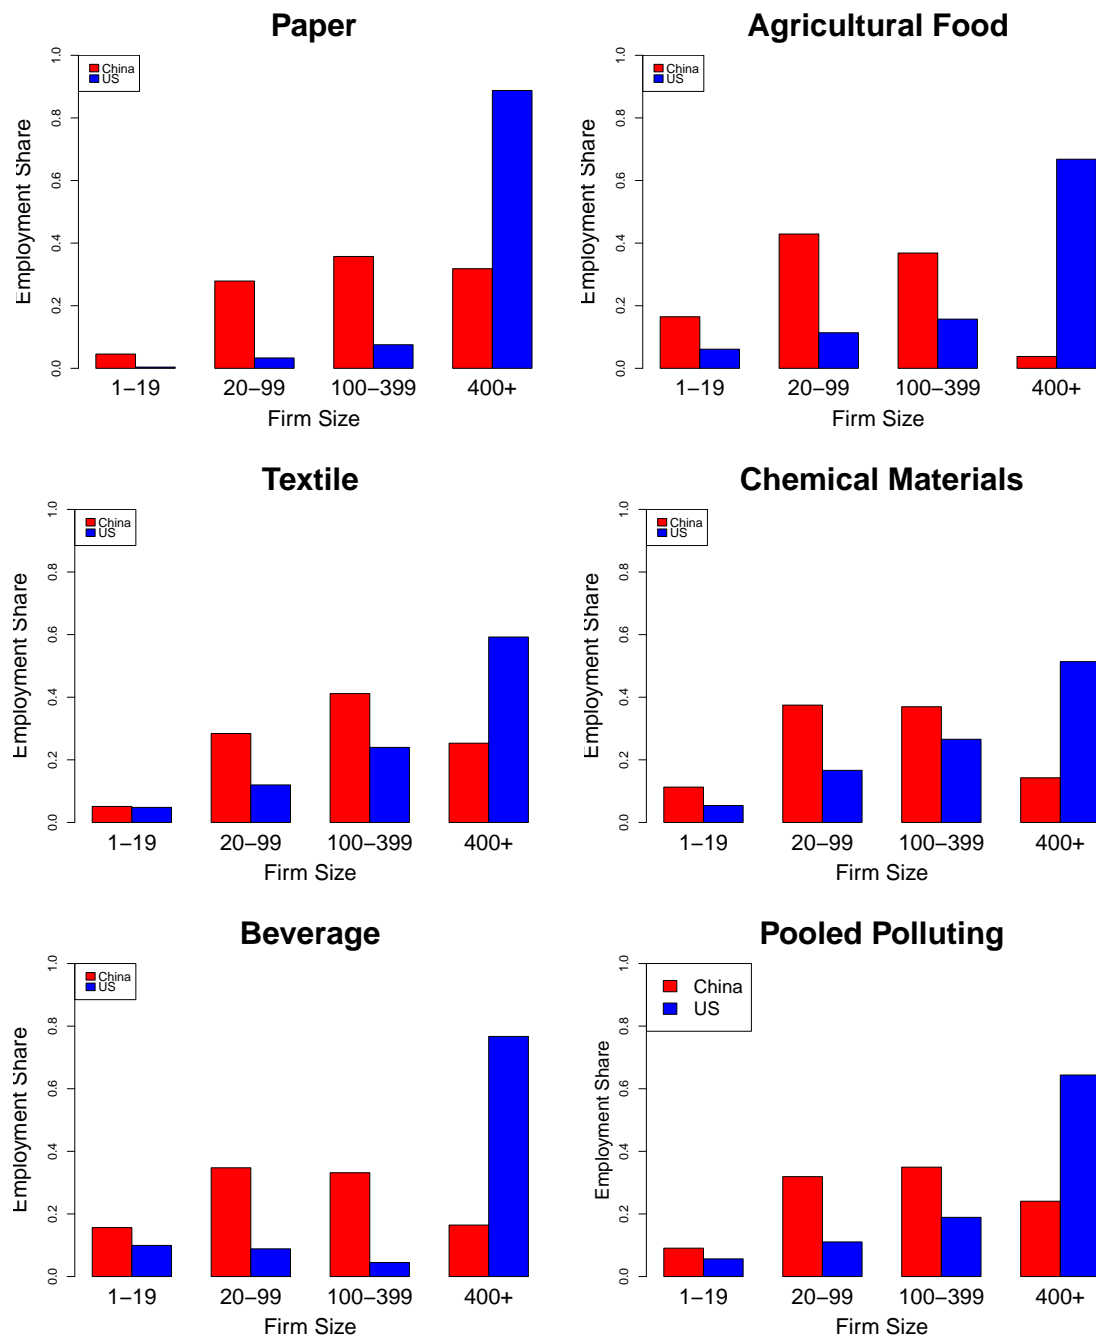 Paper
Employment Share
1.0
0.8
0.6
0.4
0.2
0.0
China
US
1−19 20−99 100−399 400+
Firm Size
Agricultural Food
Employment Share
1.0
0.8
0.6
0.4
0.2
0.0
China
US
1−19 20−99 100−399 400+
Firm Size
Textile
Employment Share
1.0
0.8
0.6
0.4
0.2
0.0
China
US
1−19 20−99 100−399 400+
Firm Size
Chemical Materials
Employment Share
1.0
0.8
0.6
0.4
0.2
0.0
China
US
1−19 20−99 100−399 400+
Firm Size
Beverage
Employment Share
1.0
0.8
0.6
0.4
0.2
0.0
China
US
1−19 20−99 100−399 400+
Firm Size
Pooled Polluting
Employment Share
1.0
0.8
0.6
0.4
0.2
0.0
China
US
1−19 20−99 100−399 400+
Firm Size